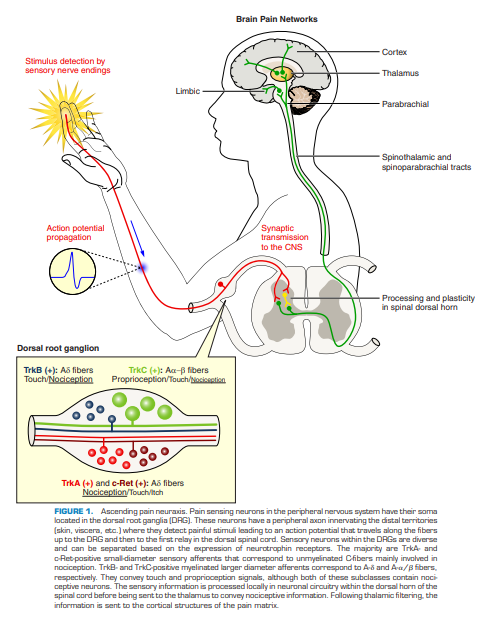 Brain Pain Networks
Stimulus detection by
sensory nerve endings
Cortex
Thalamus
Limbic
Parabrachial
Spinothalamic and
spinoparabrachial tracts
Action potential
propagation
Synaptic
transmission
to the CNS
Processing and plasticity
in spinal dorsal horn
Dorsal root ganglion
TrkB (+): Aδ fibers
Touch/Nociception
TrkC (+): Aα–β fibers
Proprioception/Touch/Nociception
TrkA (+) and c-Ret (+): Aδ fibers
Nociception/Touch/Itch
FIGURE 1. Ascending pain neuraxis. Pain sensing neurons in the peripheral nervous system have their soma
located in the dorsal root ganglia (DRG). These neurons have a peripheral axon innervating the distal territories
(skin, viscera, etc.) where they detect painful stimuli leading to an action potential that travels along the fibers
up to the DRG and then to the first relay in the dorsal spinal cord. Sensory neurons within the DRGs are diverse
and can be separated based on the expression of neurotrophin receptors. The majority are TrkA- and
c-Ret-positive small-diameter sensory afferents that correspond to unmyelinated C-fibers mainly involved in
nociception. TrkB- and TrkC-positive myelinated larger diameter afferents correspond to A-δ and A-α/β fibers,
respectively. They convey touch and proprioception signals, although both of these subclasses contain noci-
ceptive neurons. The sensory information is processed locally in neuronal circuitry within the dorsal horn of the
spinal cord before being sent to the thalamus to convey nociceptive information. Following thalamic filtering, the
information is sent to the cortical structures of the pain matrix.